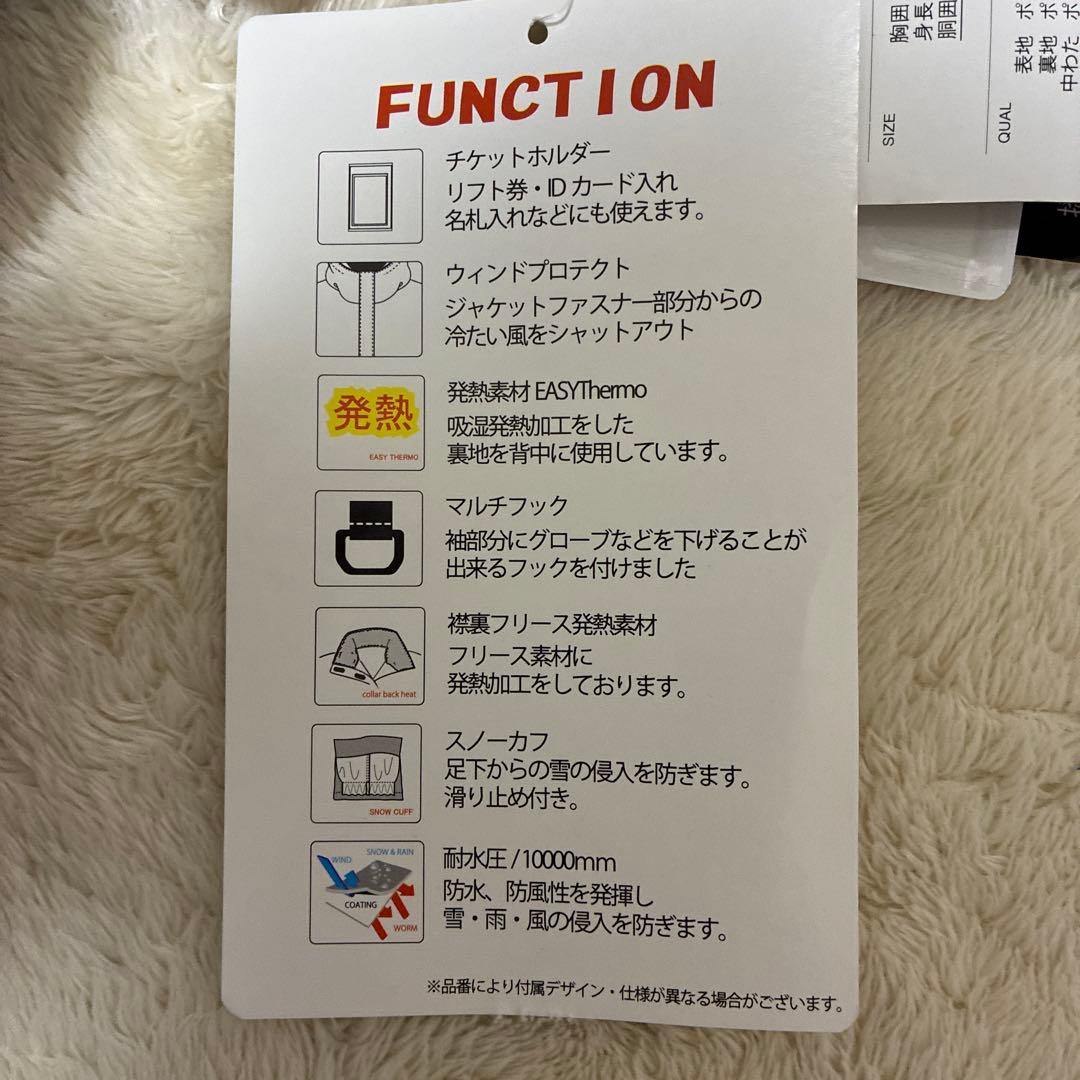 FUNCTION
チケットホルダー
リフト券・IDカード入れ
名札入れなどにも使えます。
ウィンドプロテクト
ジャケットファスナー部分からの
冷たい風をシャットアウト
発熱
EASY THERMO
発熱素材 EASYThermo
吸湿発熱加工をした
裏地を背中に使用しています。
マルチフック
袖部分にグローブなどを下げることが
出来るフックを付けました
collar back heat
襟裏フリース発熱素材
フリース素材に
発熱加工をしております。
SNOW CUFF
スノーカフ
足下からの雪の侵入を防ぎます。
滑り止め付き。
WIND
SNOW & RAIN
COATING
WORM
耐水圧 /10000mm
防水、防風性を発揮し
雪・雨・風の侵入を防ぎます。
※品番により付属デザイン・仕様が異なる場合がございます。
SIZE
胸囲
身長
胴囲
QUAL
表地 ポ
裏地 ポ
中わた ポ